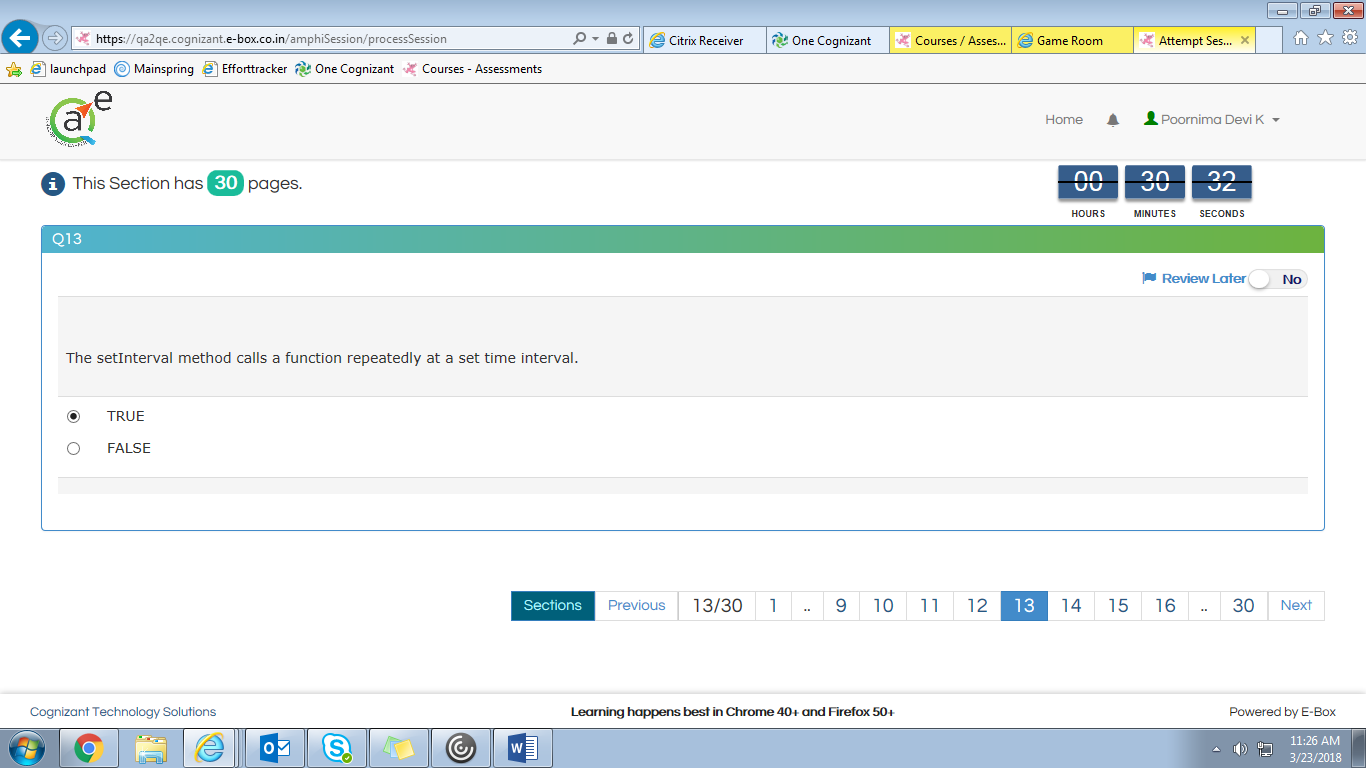 https://qa2qe.cognizant.e-box.co.in/amphiSession/processSession
Citrix Receiver
One Cognizant
Courses / Asses...
Game Room
Attempt Ses...
launchpad
Mainspring
Efforttracker
One Cognizant
Courses - Assessments
a e
Home
Poornima Devi K
This Section has 30 pages.
00 30 32
HOURS MINUTES SECONDS
Q13
Review Later No
The setInterval method calls a function repeatedly at a set time interval.
TRUE
FALSE
Sections Previous 13/30 1 .. 9 10 11 12 13 14 15 16 .. 30 Next
Cognizant Technology Solutions
Learning happens best in Chrome 40+ and Firefox 50+
Powered by E-Box
11:26 AM
3/23/2018